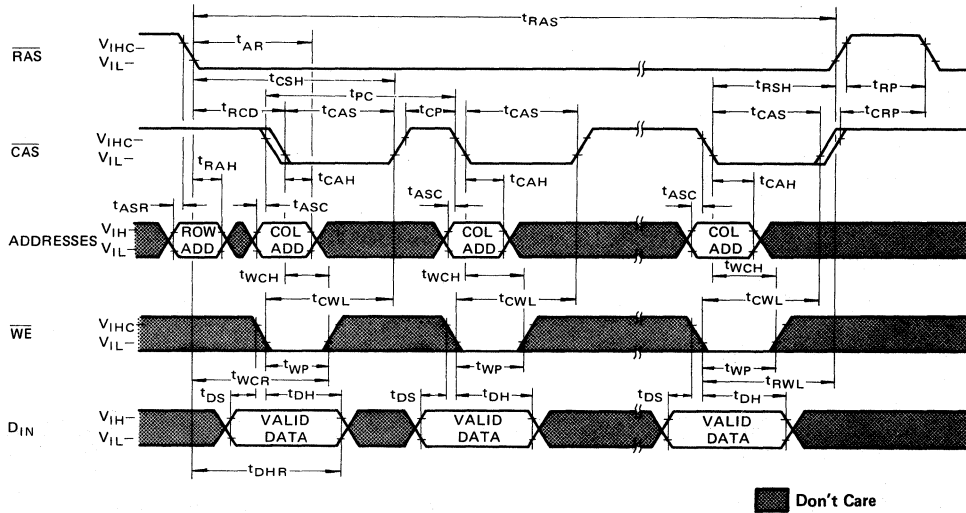 tRAS
tAR
RAS
VIHC
VIL
tCSH
tRSH
tRP
tPC
tRCD
tCAS
tCP
tCAS
tCAS
tCRP
CAS
VIHC
VIL
tRAH
tCAH
tCAH
tCAH
tASR
tASC
tASC
tASC
ADDRESSES
VIH
VIL
ROW ADD
COL ADD
COL ADD
COL ADD
tWCH
tWCH
tWCH
tCWL
tCWL
tCWL
WE
VIHC
VIL
tWP
tWP
tWP
tWCR
tRWL
tDS
tDH
tDS
tDH
tDS
tDH
DIN
VIH
VIL
VALID DATA
VALID DATA
VALID DATA
tDHR
Don't Care